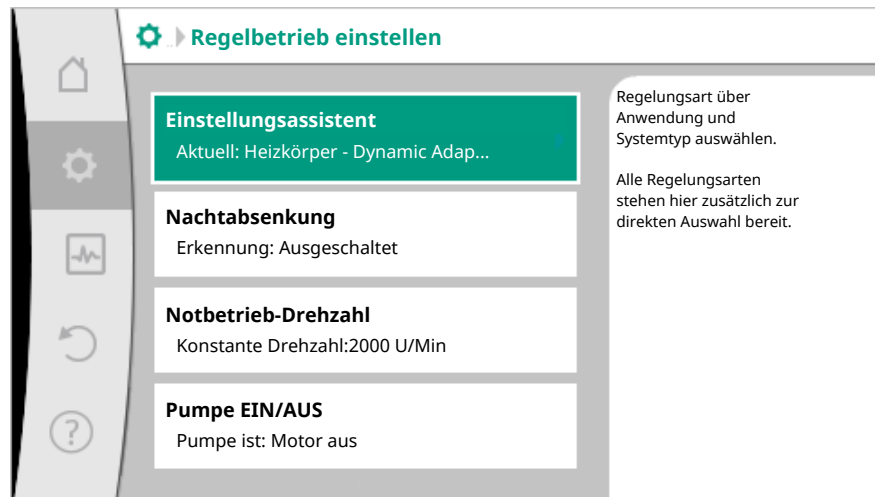 Regelbetrieb einstellen
Einstellungsassistent
Aktuell: Heizkörper - Dynamic Adap...
Nachtabsenkung
Erkennung: Ausgeschaltet
Notbetrieb-Drehzahl
Konstante Drehzahl:2000 U/Min
Pumpe EIN/AUS
Pumpe ist: Motor aus
Regelungsart über
Anwendung und
Systemtyp auswählen.
Alle Regelungsarten
stehen hier zusätzlich zur
direkten Auswahl bereit.
?